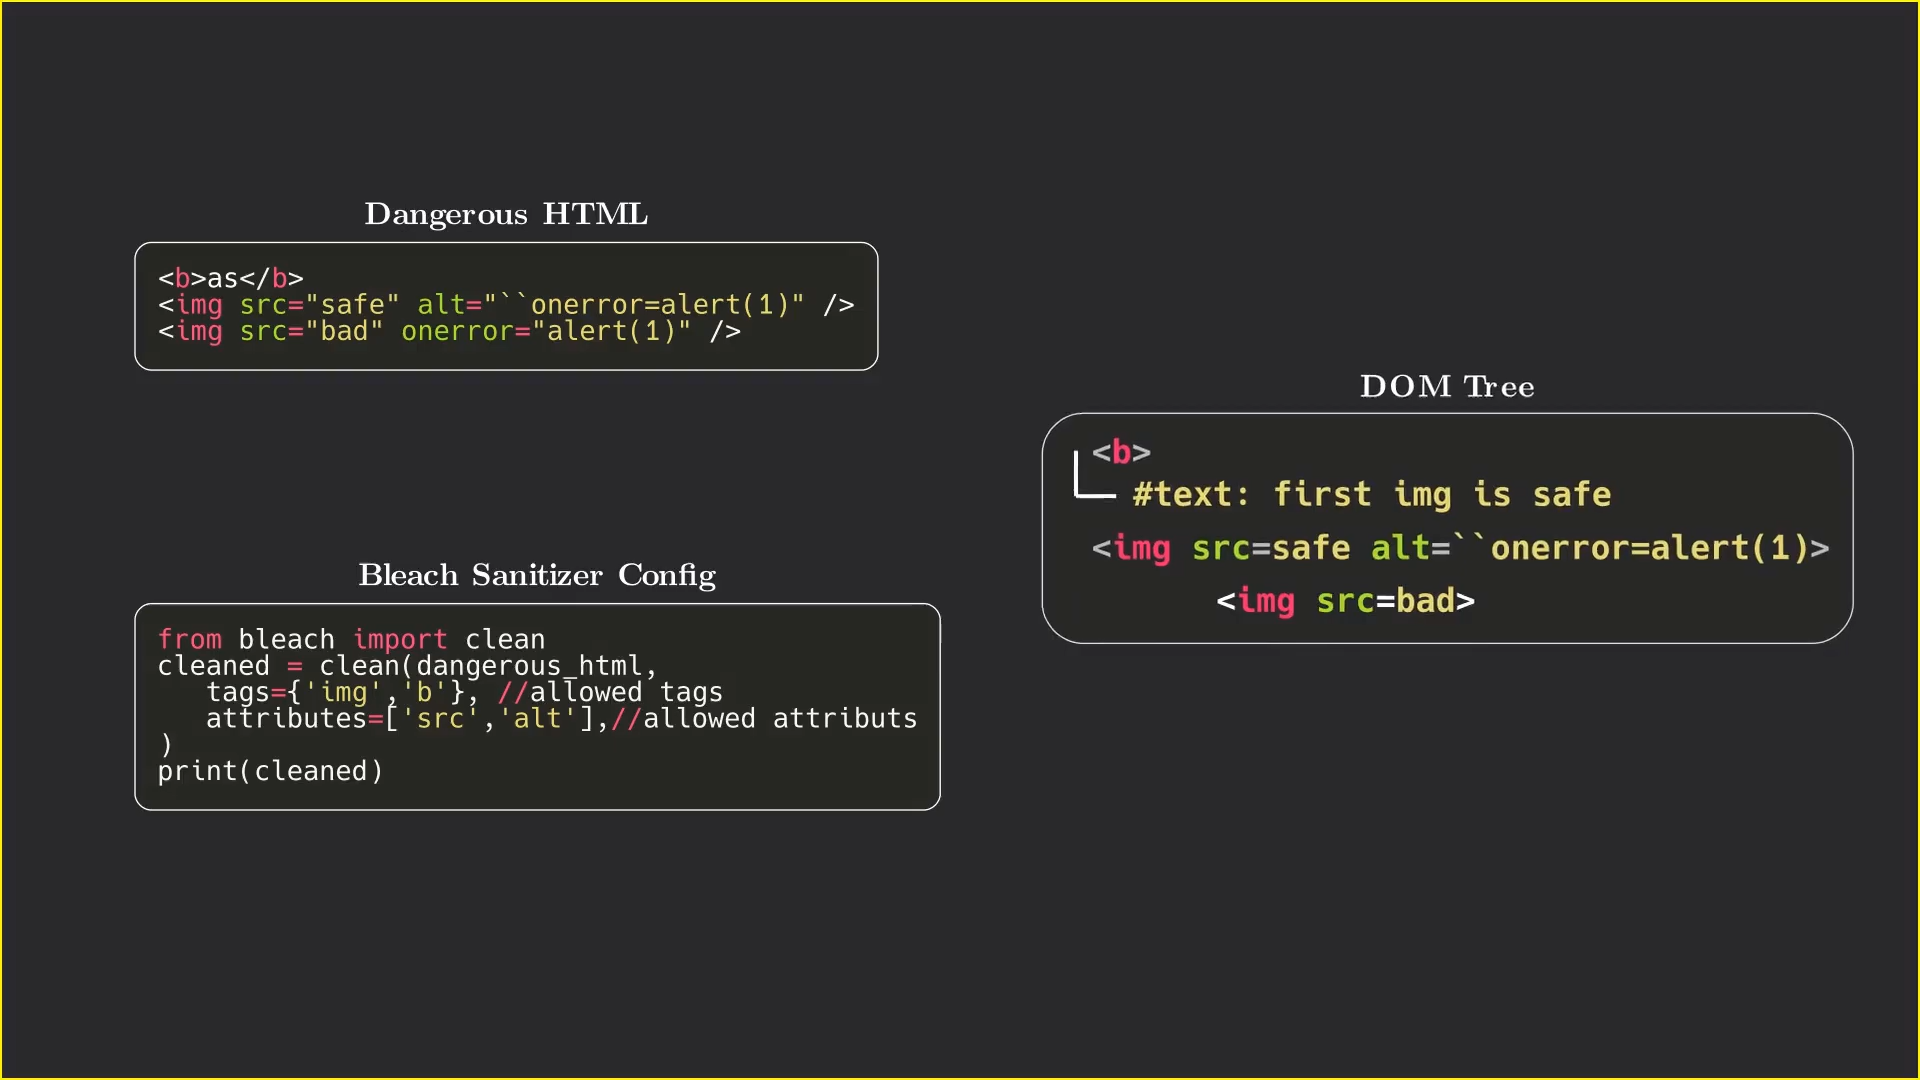 Dangerous HTML
<b>as</b>
<img src="safe" alt="``onerror=alert(1)" />
<img src="bad" onerror="alert(1)" />
Bleach Sanitizer Config
from bleach import clean
cleaned = clean(dangerous_html,
   tags={'img','b'}, //allowed tags
   attributes=['src','alt'],//allowed attributs
)
print(cleaned)
DOM Tree
<b>
#text: first img is safe
<img src=safe alt=``onerror=alert(1)>
<img src=bad>